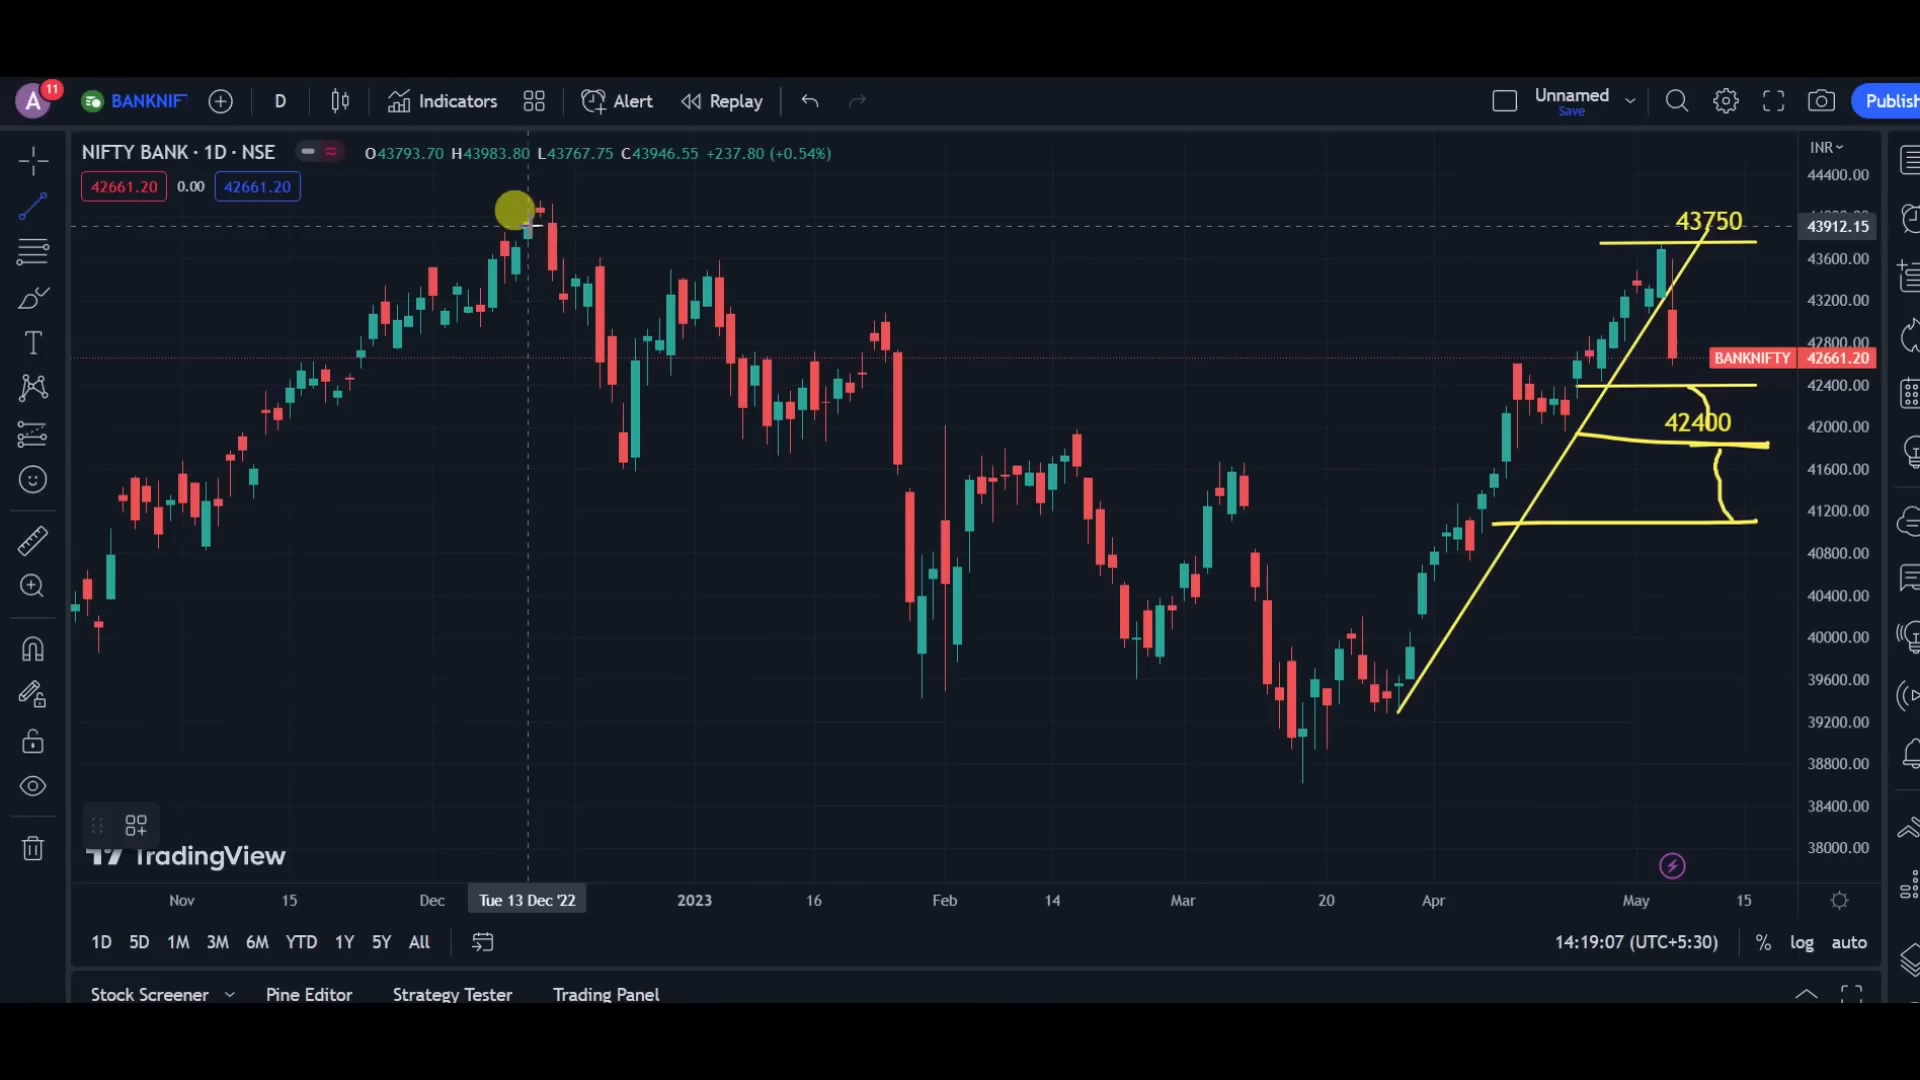 A 11 BANKNIF D Indicators Alert Replay Unnamed Save Publish
NIFTY BANK · 1D · NSE O43793.70 H43983.80 L43767.75 C43946.55 +237.80 (+0.54%) INR
42661.20 0.00 42661.20
44400.00
43750
43912.15
43600.00
43200.00
42800.00
BANKNIFTY 42661.20
42400.00
42400
42000.00
41600.00
41200.00
40800.00
40400.00
40000.00
39600.00
39200.00
38800.00
38400.00
38000.00
TradingView
Nov 15 Dec Tue 13 Dec '22 2023 16 Feb 14 Mar 20 Apr May 15
1D 5D 1M 3M 6M YTD 1Y 5Y All 14:19:07 (UTC+5:30) % log auto
Stock Screener Pine Editor Strategy Tester Trading Panel